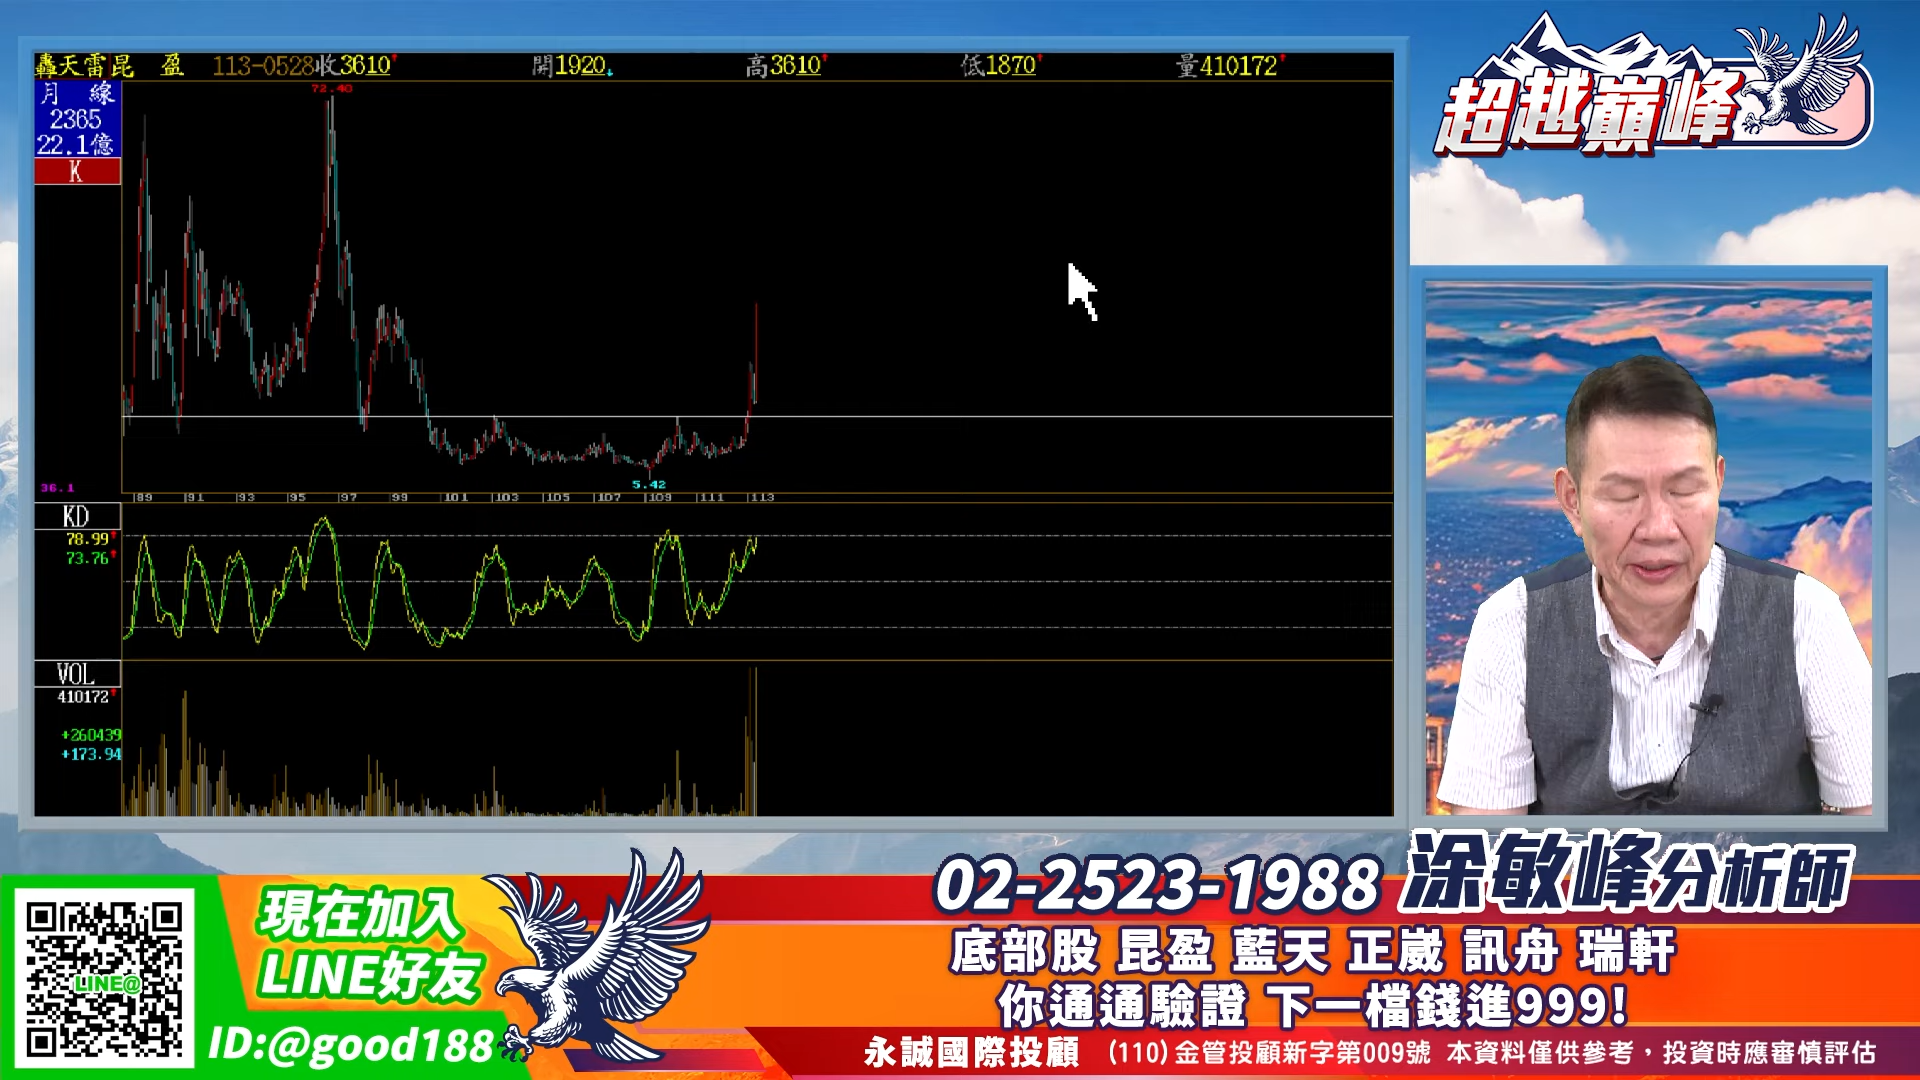 轟天雷昆 盈 113-0528收3610↑ 開1920↓ 高3610↑ 低1870↑ 量410172↑
月 線
2365
22.1億
K
72.40
5.42
36.1
89 91 93 95 97 99 101 103 105 107 109 111 113
KD
78.99↑
73.76↑
VOL
410172↑
+260439
+173.94
超越巔峰
02-2523-1988 涂敏峰分析師
底部股 昆盈 藍天 正崴 訊舟 瑞軒
你通通驗證 下一檔錢進999!
永誠國際投顧 (110)金管投顧新字第009號 本資料僅供參考，投資時應審慎評估
現在加入
LINE好友
LINE@
ID:@good188